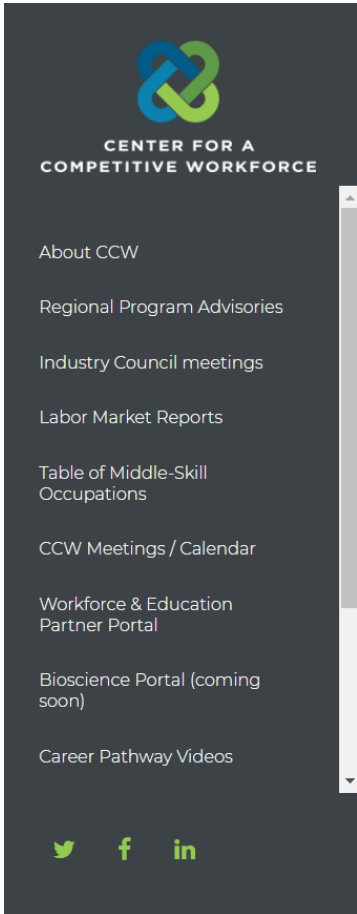 CENTER FOR A
COMPETITIVE WORKFORCE
About CCW
Regional Program Advisories
Industry Council meetings
Labor Market Reports
Table of Middle-Skill
Occupations
CCW Meetings / Calendar
Workforce & Education
Partner Portal
Bioscience Portal (coming
soon)
Career Pathway Videos